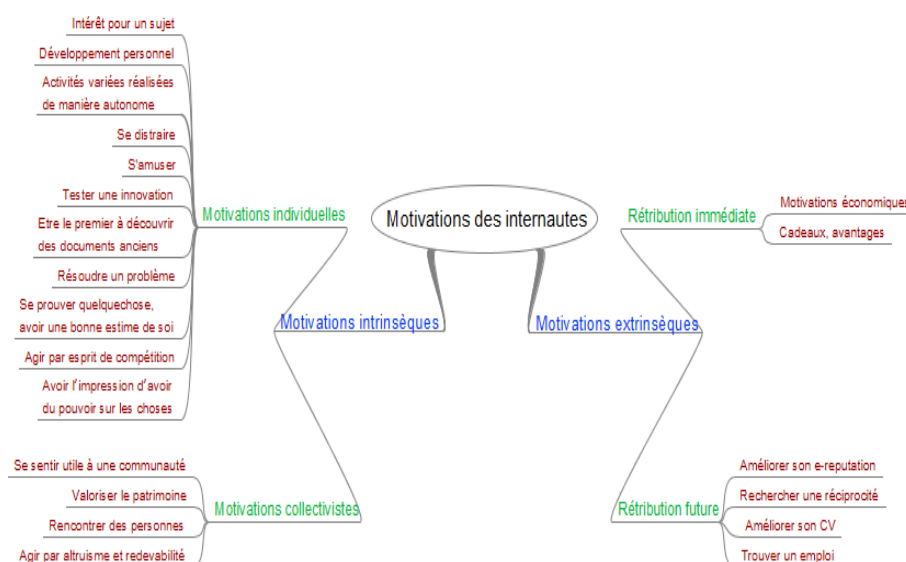 Intérêt pour un sujet
Développement personnel
Activités variées réalisées
de manière autonome
Se distraire
S'amuser
Tester une innovation
Etre le premier à découvrir
des documents anciens
Résoudre un problème
Se prouver quelquechose,
avoir une bonne estime de soi
Agir par esprit de compétition
Avoir l'impression d'avoir
du pouvoir sur les choses
Motivations individuelles
Se sentir utile à une communauté
Valoriser le patrimoine
Rencontrer des personnes
Agir par altruisme et redevabilité
Motivations collectivistes
Motivations intrinsèques
Motivations des internautes
Motivations extrinsèques
Rétribution immédiate
Motivations économiques
Cadeaux, avantages
Rétribution future
Améliorer son e-reputation
Rechercher une réciprocité
Améliorer son CV
Trouver un emploi